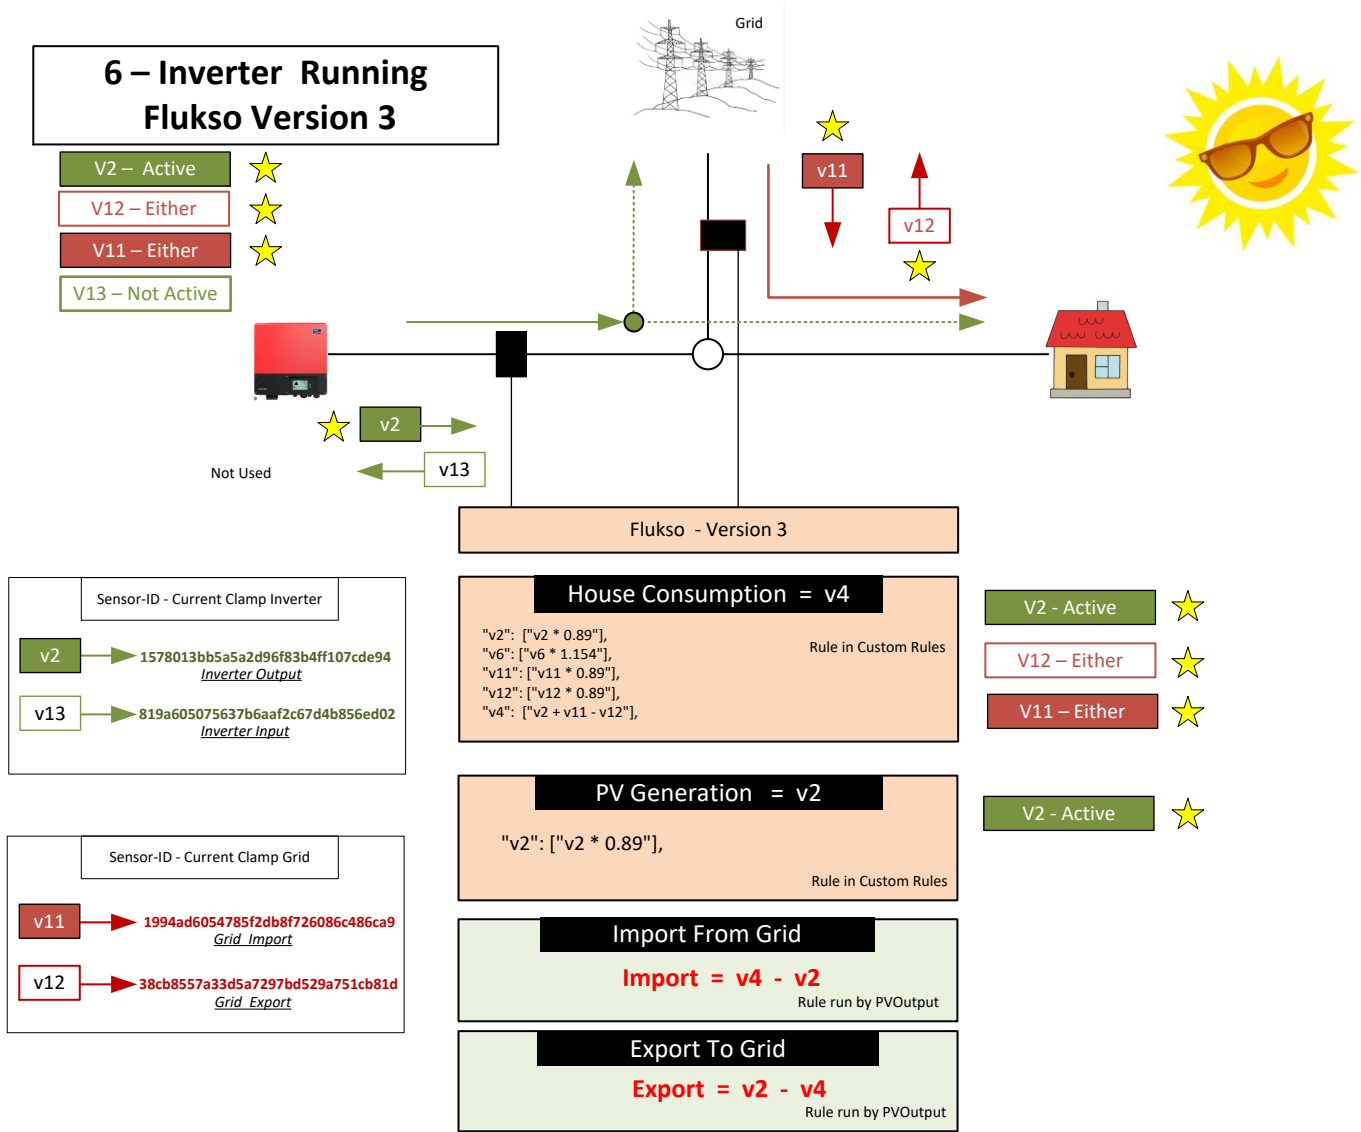 Grid
6 – Inverter Running
Flukso Version 3
V2 – Active
V12 – Either
V11 – Either
V13 – Not Active
v11
v12
v2
v13
Not Used
Flukso - Version 3
Sensor-ID - Current Clamp Inverter
v2
1578013bb5a5a2d96f83b4ff107cde94
Inverter Output
v13
819a605075637b6aaf2c67d4b856ed02
Inverter Input
House Consumption = v4
"v2": ["v2 * 0.89"],
"v6": ["v6 * 1.154"],
"v11": ["v11 * 0.89"],
"v12": ["v12 * 0.89"],
"v4": ["v2 + v11 - v12"],
Rule in Custom Rules
V2 - Active
V12 – Either
V11 – Either
PV Generation = v2
"v2": ["v2 * 0.89"],
Rule in Custom Rules
V2 - Active
Sensor-ID - Current Clamp Grid
v11
1994ad6054785f2db8f726086c486ca9
Grid Import
v12
38cb8557a33d5a7297bd529a751cb81d
Grid Export
Import From Grid
Import = v4 - v2
Rule run by PVOutput
Export To Grid
Export = v2 - v4
Rule run by PVOutput